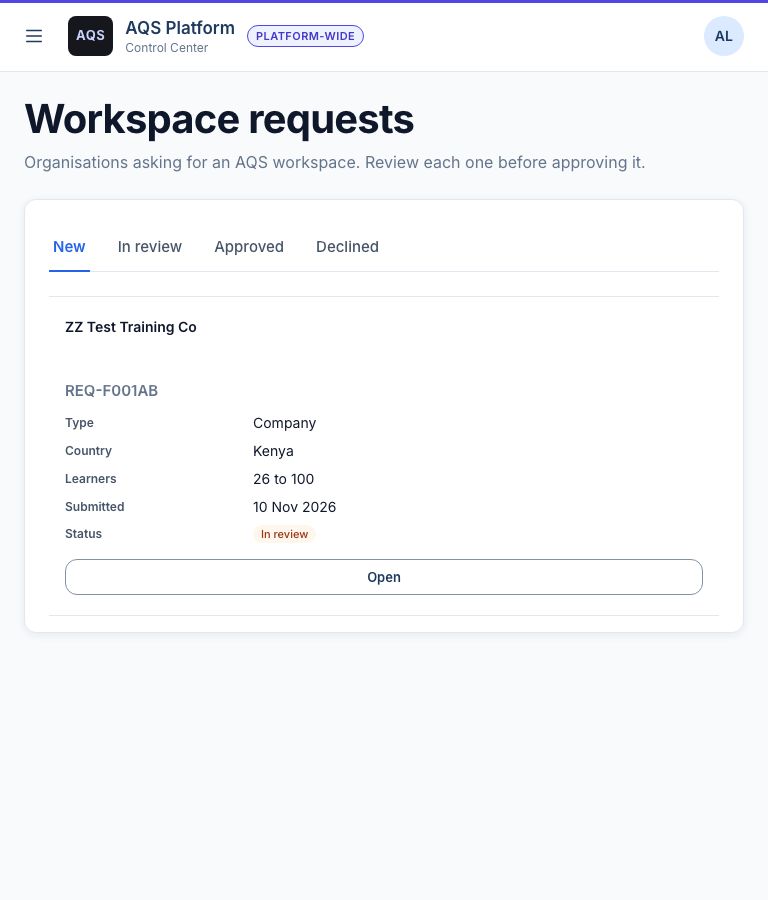 AQS
AQS Platform
Control Center
PLATFORM-WIDE
AL
Workspace requests
Organisations asking for an AQS workspace. Review each one before approving it.
New In review Approved Declined
ZZ Test Training Co
REQ-F001AB
Type Company
Country Kenya
Learners 26 to 100
Submitted 10 Nov 2026
Status In review
Open